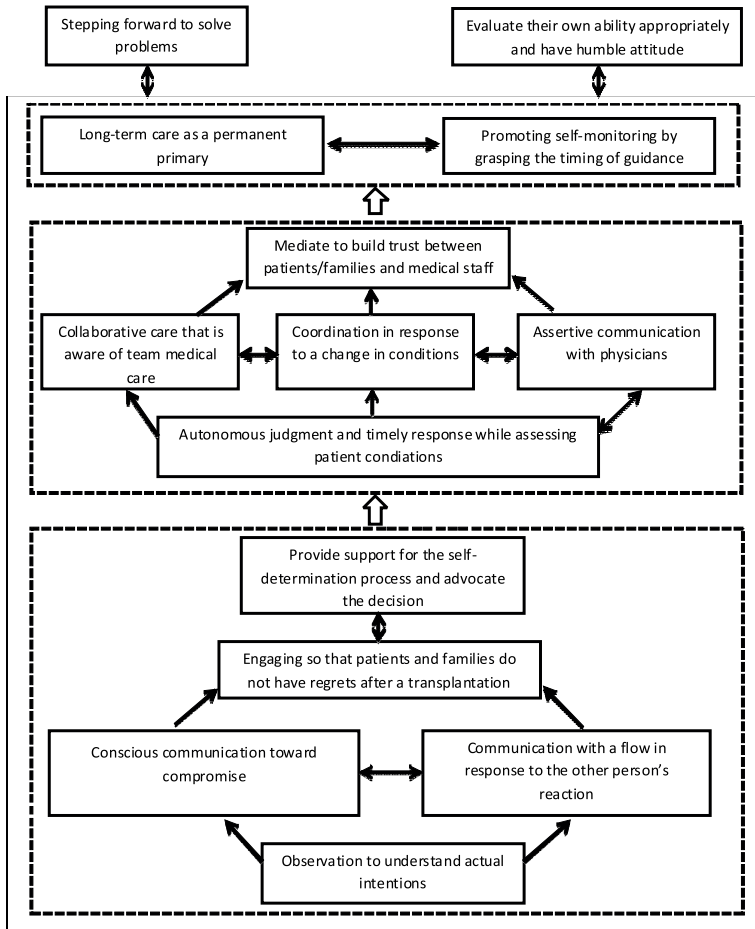 Stepping forward to solve
problems
Evaluate their own ability appropriately
and have humble attitude
Long-term care as a permanent
primary
Promoting self-monitoring by
grasping the timing of guidance
Mediate to build trust between
patients/families and medical staff
Collaborative care that is
aware of team medical
care
Coordination in response
to a change in conditions
Assertive communication
with physicians
Autonomous judgment and timely response while assessing
patient condiations
Provide support for the self-
determination process and advocate
the decision
Engaging so that patients and families do
not have regrets after a transplantation
Conscious communication toward
compromise
Communication with a flow in
response to the other person’s
reaction
Observation to understand actual
intentions